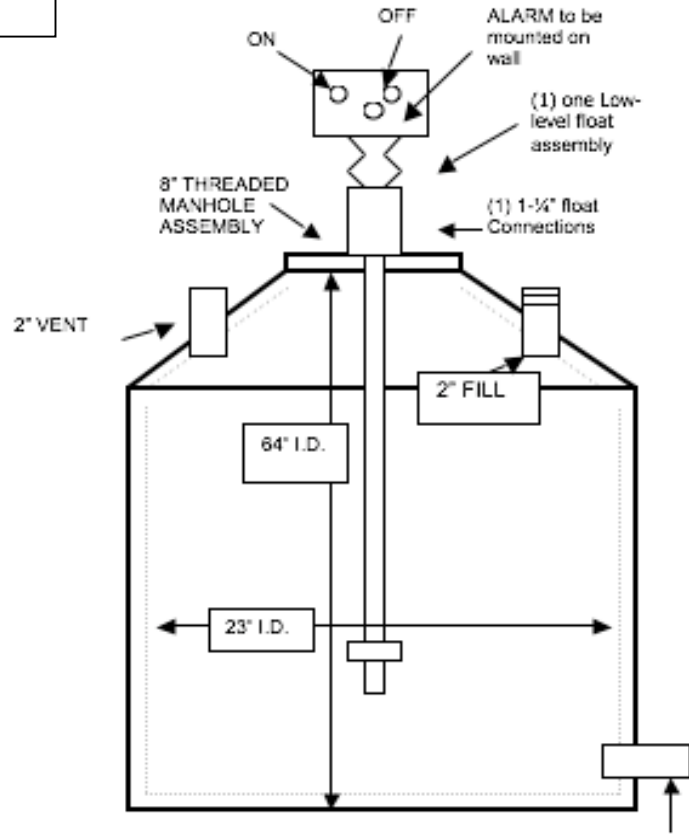 OFF
ON
ALARM to be
mounted on
wall
(1) one Low-
level float
assembly
8" THREADED
MANHOLE
ASSEMBLY
(1) 1-¼" float
Connections
2" VENT
2" FILL
64" I.D.
23" I.D.